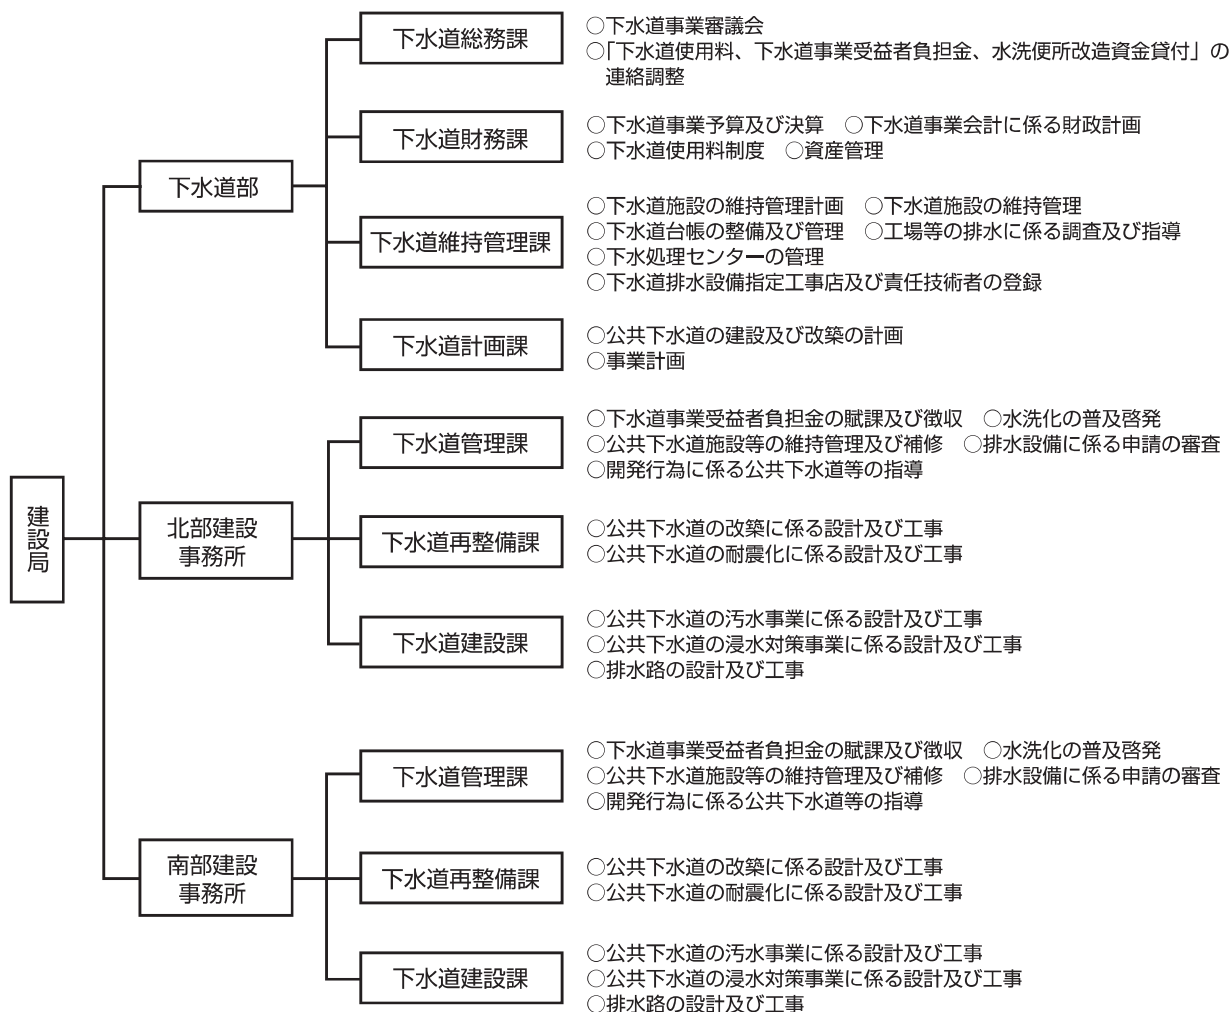 建設局
下水道部
下水道総務課
○下水道事業審議会
○「下水道使用料、下水道事業受益者負担金、水洗便所改造資金貸付」の
連絡調整
下水道財務課
○下水道事業予算及び決算　○下水道事業会計に係る財政計画
○下水道使用料制度　○資産管理
下水道維持管理課
○下水道施設の維持管理計画　○下水道施設の維持管理
○下水道台帳の整備及び管理　○工場等の排水に係る調査及び指導
○下水処理センターの管理
○下水道排水設備指定工事店及び責任技術者の登録
下水道計画課
○公共下水道の建設及び改築の計画
○事業計画
北部建設
事務所
下水道管理課
○下水道事業受益者負担金の賦課及び徴収　○水洗化の普及啓発
○公共下水道施設等の維持管理及び補修　○排水設備に係る申請の審査
○開発行為に係る公共下水道等の指導
下水道再整備課
○公共下水道の改築に係る設計及び工事
○公共下水道の耐震化に係る設計及び工事
下水道建設課
○公共下水道の汚水事業に係る設計及び工事
○公共下水道の浸水対策事業に係る設計及び工事
○排水路の設計及び工事
南部建設
事務所
下水道管理課
○下水道事業受益者負担金の賦課及び徴収　○水洗化の普及啓発
○公共下水道施設等の維持管理及び補修　○排水設備に係る申請の審査
○開発行為に係る公共下水道等の指導
下水道再整備課
○公共下水道の改築に係る設計及び工事
○公共下水道の耐震化に係る設計及び工事
下水道建設課
○公共下水道の汚水事業に係る設計及び工事
○公共下水道の浸水対策事業に係る設計及び工事
○排水路の設計及び工事